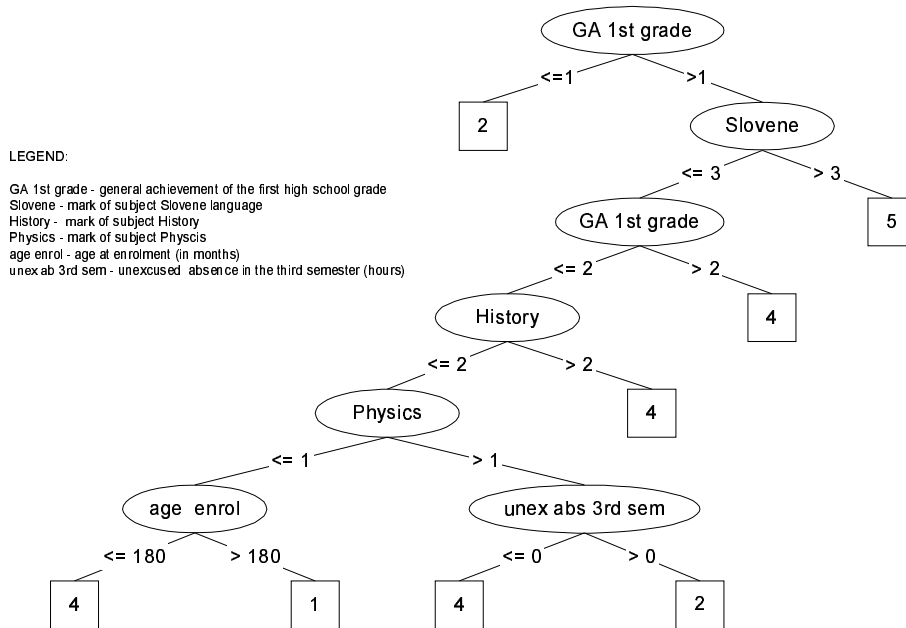 GA 1st grade
<=1
>1
2
Slovene
LEGEND:
<= 3
> 3
GA 1st grade - general achievement of the first high school grade
Slovene - mark of subject Slovene language
History - mark of subject History
Physics - mark of subject Physcis
age enrol - age at enrolment (in months)
unex ab 3rd sem - unexcused absence in the third semester (hours)
GA 1st grade
5
<= 2
> 2
History
4
<= 2
> 2
Physics
4
<= 1
> 1
age enrol
unex abs 3rd sem
<= 180
> 180
<= 0
> 0
4
1
4
2